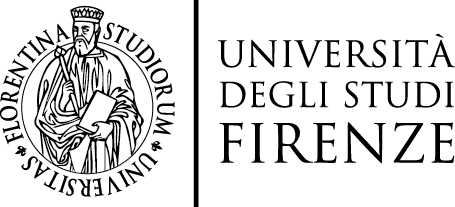 FLORENTINA STUDIORUM · UNIVERSITAS ·
UNIVERSITÀ
DEGLI STUDI
FIRENZE